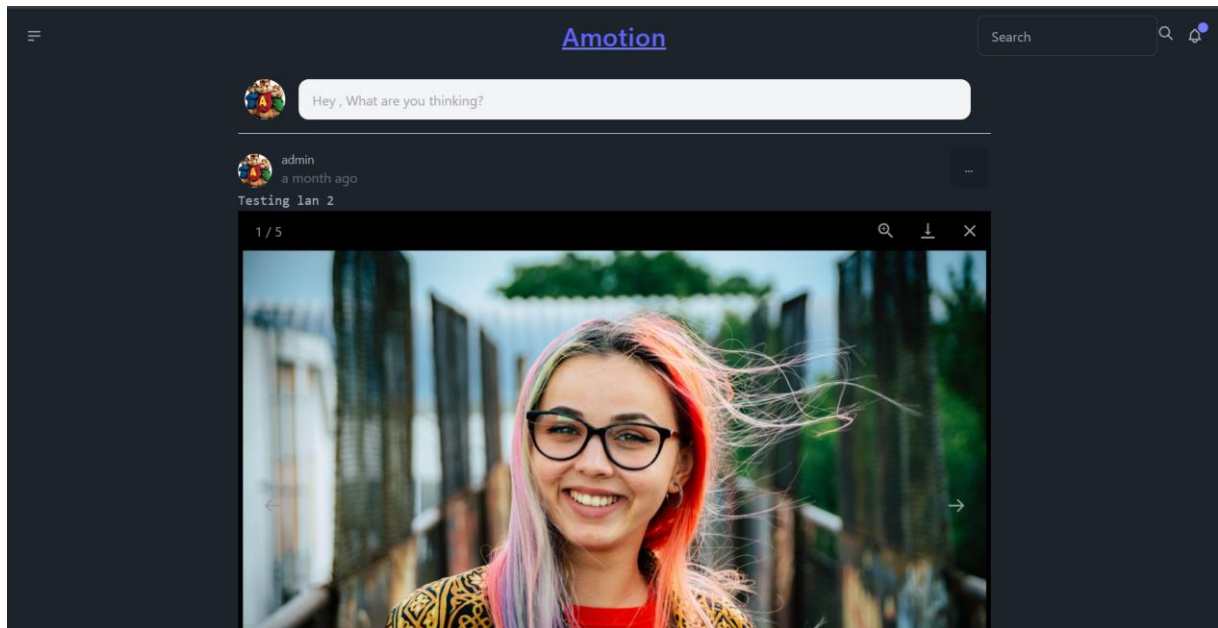 Amotion
Search
Hey , What are you thinking?
admin
a month ago
...
Testing lan 2
1 / 5
A
A